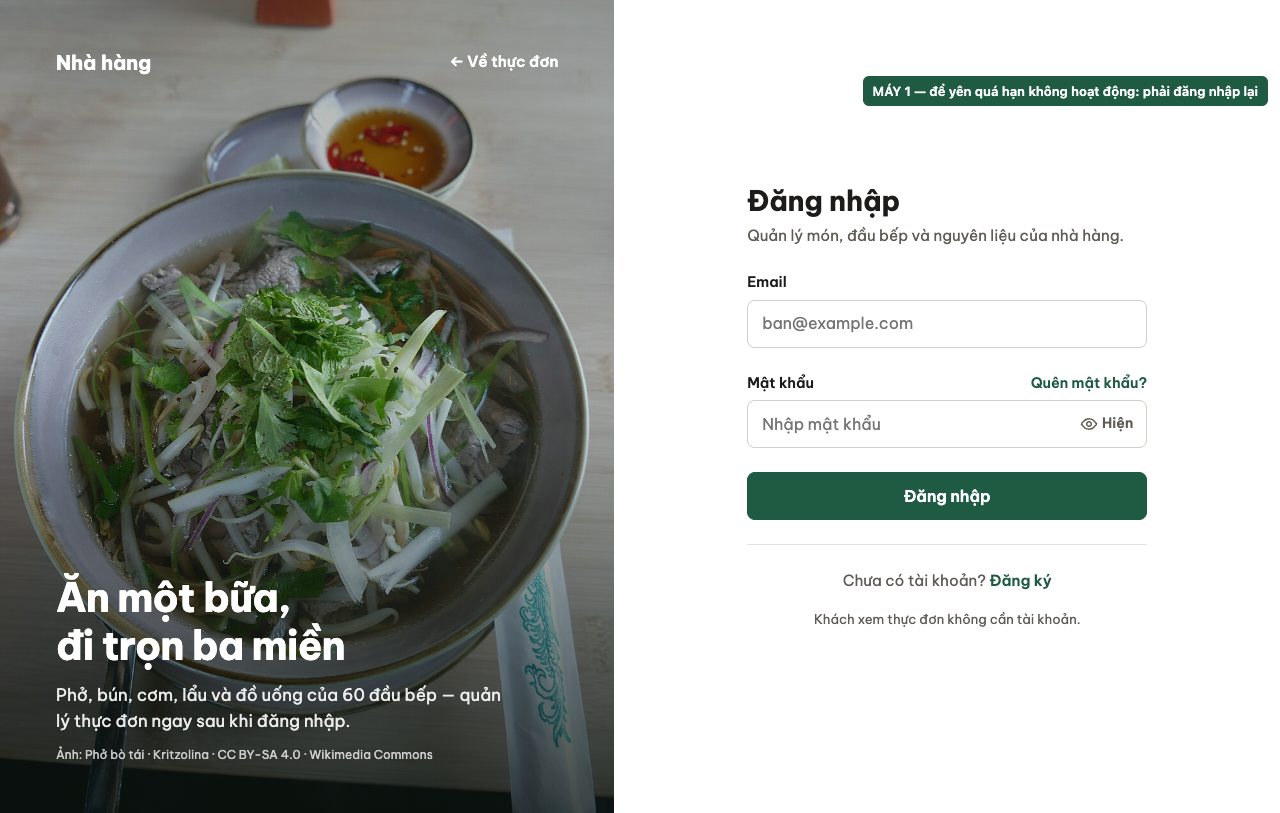 Nhà hàng
← Về thực đơn
Ăn một bữa,
đi trọn ba miền
Phở, bún, cơm, lẩu và đồ uống của 60 đầu bếp — quản
lý thực đơn ngay sau khi đăng nhập.
Ảnh: Phở bò tái · Kritzolina · CC BY-SA 4.0 · Wikimedia Commons
MÁY 1 — để yên quá hạn không hoạt động: phải đăng nhập lại
Đăng nhập
Quản lý món, đầu bếp và nguyên liệu của nhà hàng.
Email
ban@example.com
Mật khẩu Quên mật khẩu?
Nhập mật khẩu Hiện
Đăng nhập
Chưa có tài khoản? Đăng ký
Khách xem thực đơn không cần tài khoản.